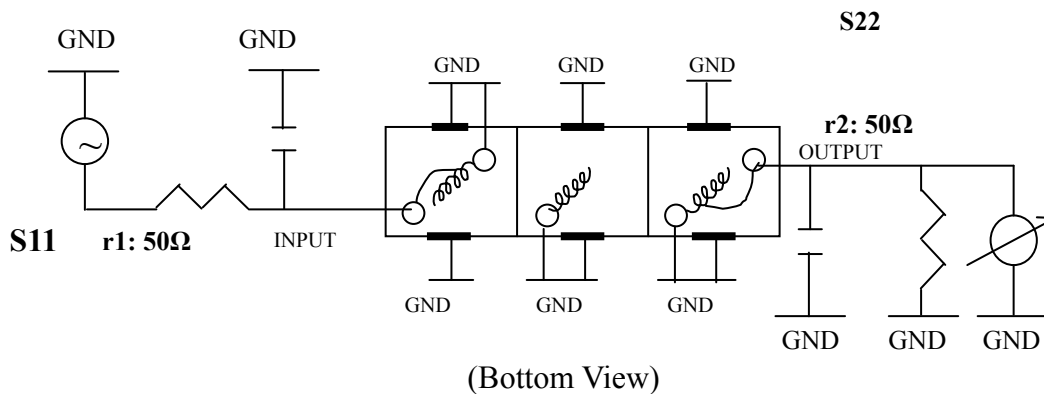 S22
GND
GND
GND
GND
GND
r2: 50Ω
OUTPUT
~
S11
r1: 50Ω
INPUT
GND
GND
GND
GND
GND
GND
(Bottom View)